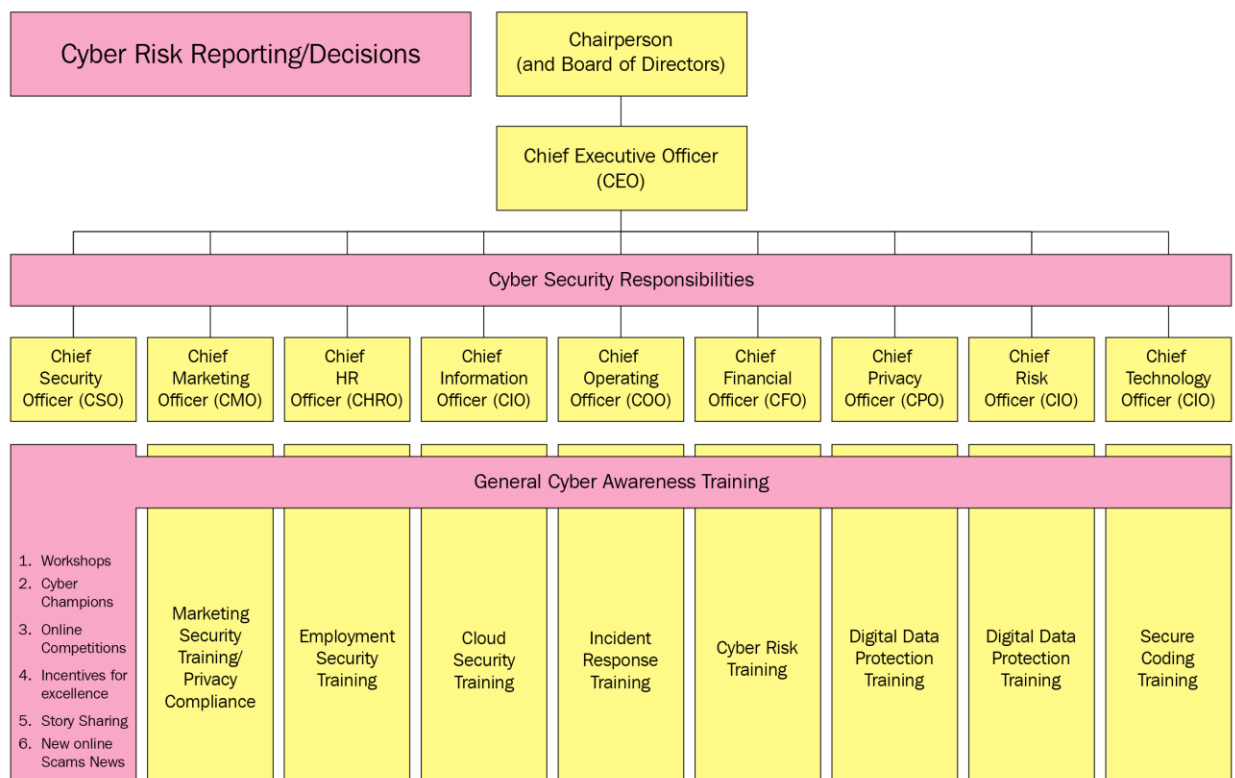 Cyber Risk Reporting/Decisions
Chairperson
(and Board of Directors)
Chief Executive Officer
(CEO)
Cyber Security Responsibilities
Chief
Security
Officer (CSO)
Chief
Marketing
Officer (CMO)
Chief
HR
Officer (CHRO)
Chief
Information
Officer (CIO)
Chief
Operating
Officer (COO)
Chief
Financial
Officer (CFO)
Chief
Privacy
Officer (CPO)
Chief
Risk
Officer (CIO)
Chief
Technology
Officer (CIO)
General Cyber Awareness Training
1. Workshops
2. Cyber
Champions
3. Online
Competitions
4. Incentives for
excellence
5. Story Sharing
6. New online
Scams News
Marketing
Security
Training/
Privacy
Compliance
Employment
Security
Training
Cloud
Security
Training
Incident
Response
Training
Cyber Risk
Training
Digital Data
Protection
Training
Digital Data
Protection
Training
Secure
Coding
Training